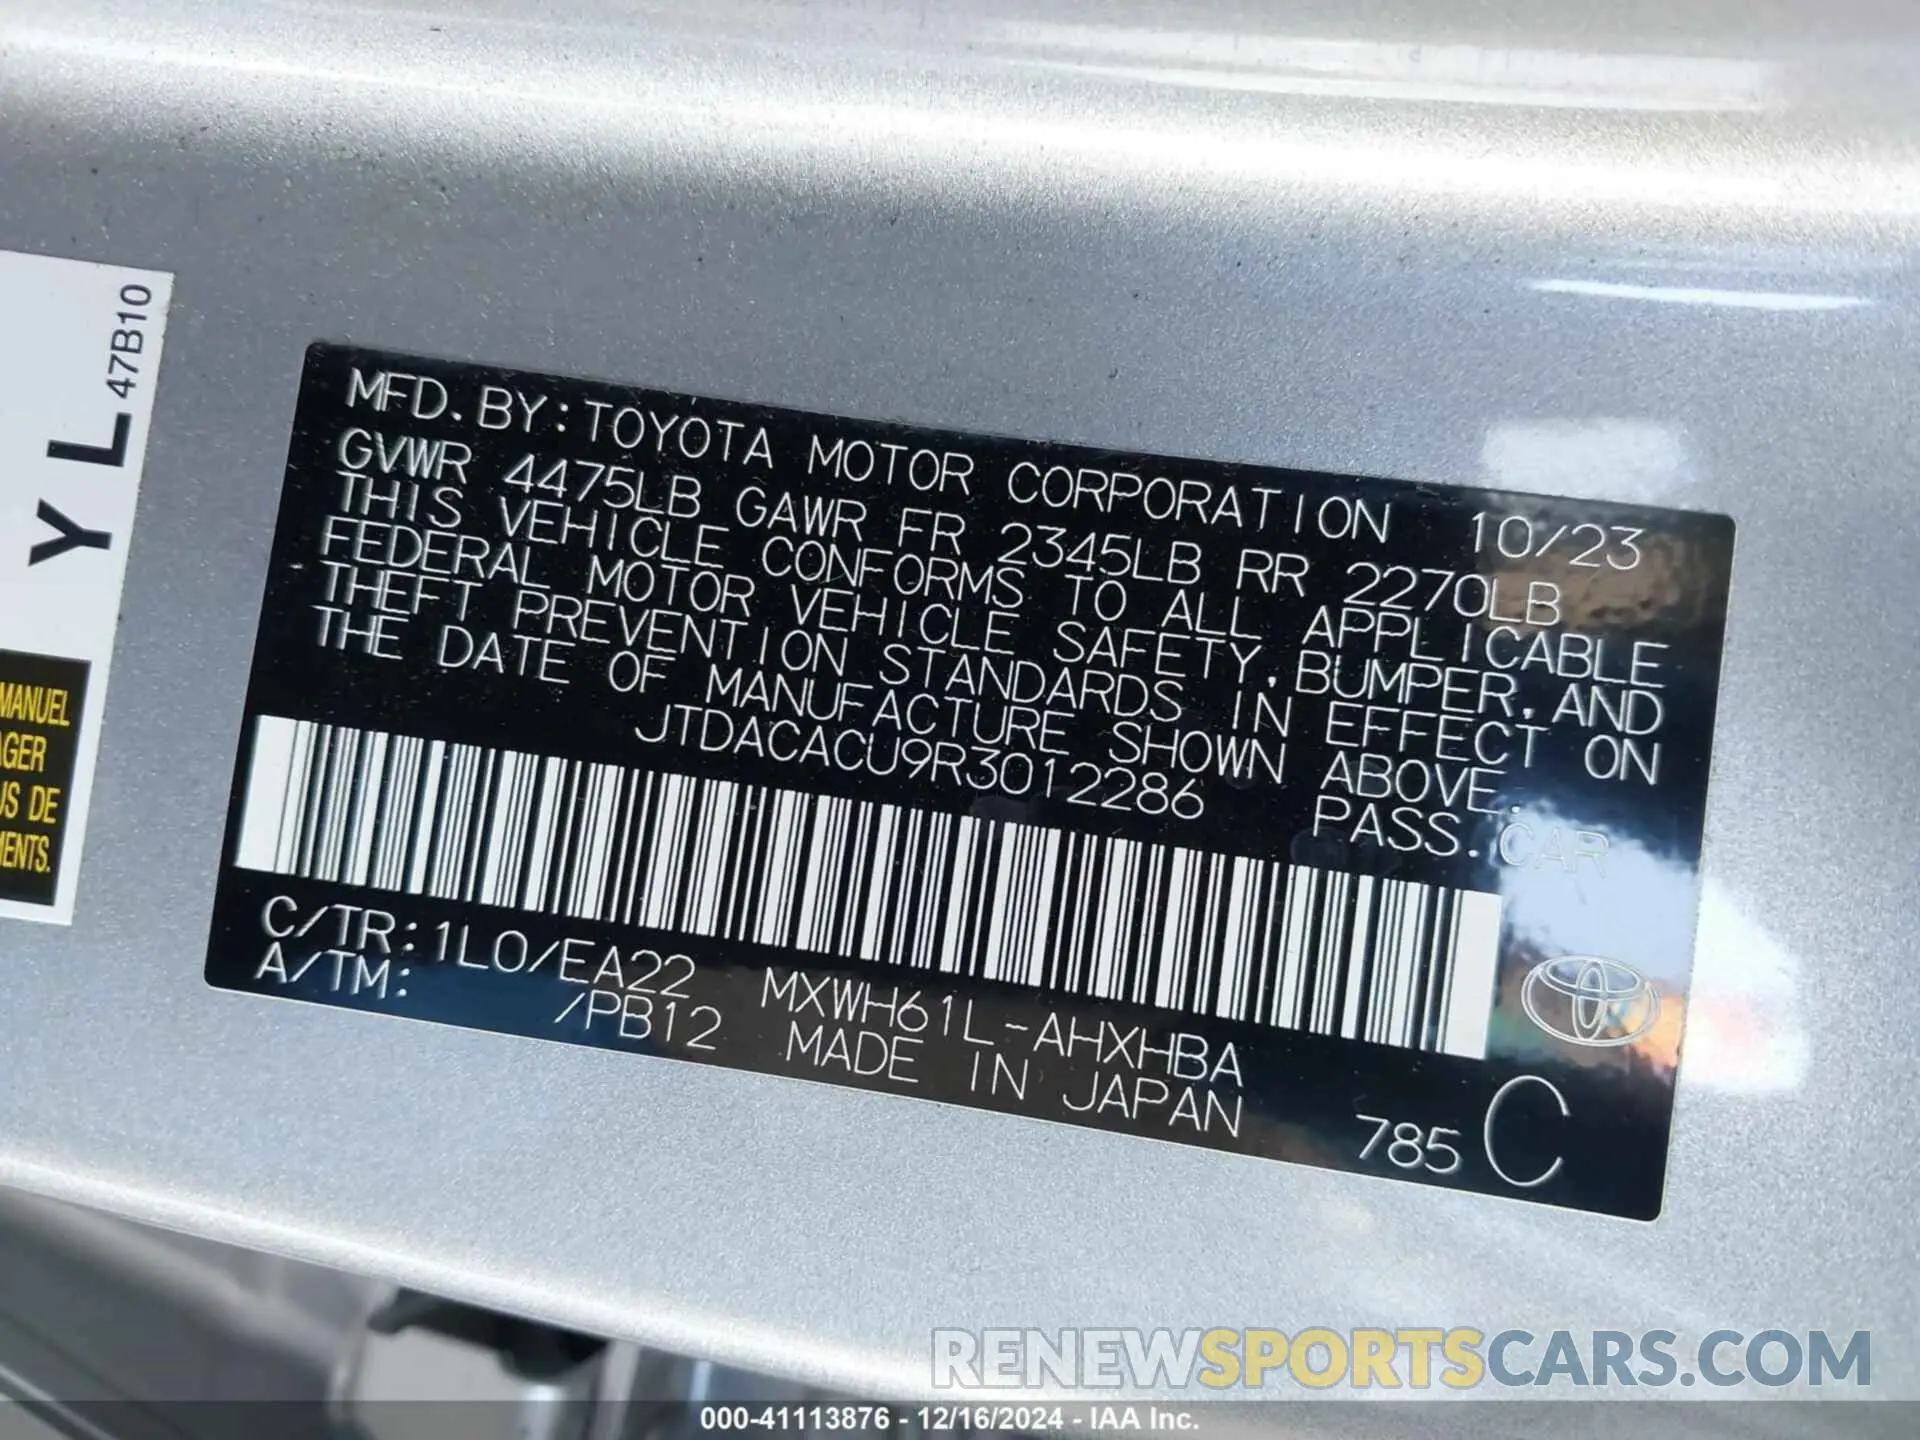 47B10
Y L
MANUEL
AGER
US DE
MENTS.
MFD. BY: TOYOTA MOTOR CORPORATION 10/23
GVWR 4475LB GAWR FR 2345LB RR 2270LB
THIS VEHICLE CONFORMS TO ALL APPLICABLE
FEDERAL MOTOR VEHICLE SAFETY, BUMPER, AND
THEFT PREVENTION STANDARDS IN EFFECT ON
THE DATE OF MANUFACTURE SHOWN ABOVE.
JTDACACU9R3012286 PASS. CAR
C/TR: 1L0/EA22 MXWH61L-AHXHBA
A/TM: /PB12 MADE IN JAPAN 785 C
RENEWSPORTSCARS.COM
000-41113876 - 12/16/2024 - IAA Inc.